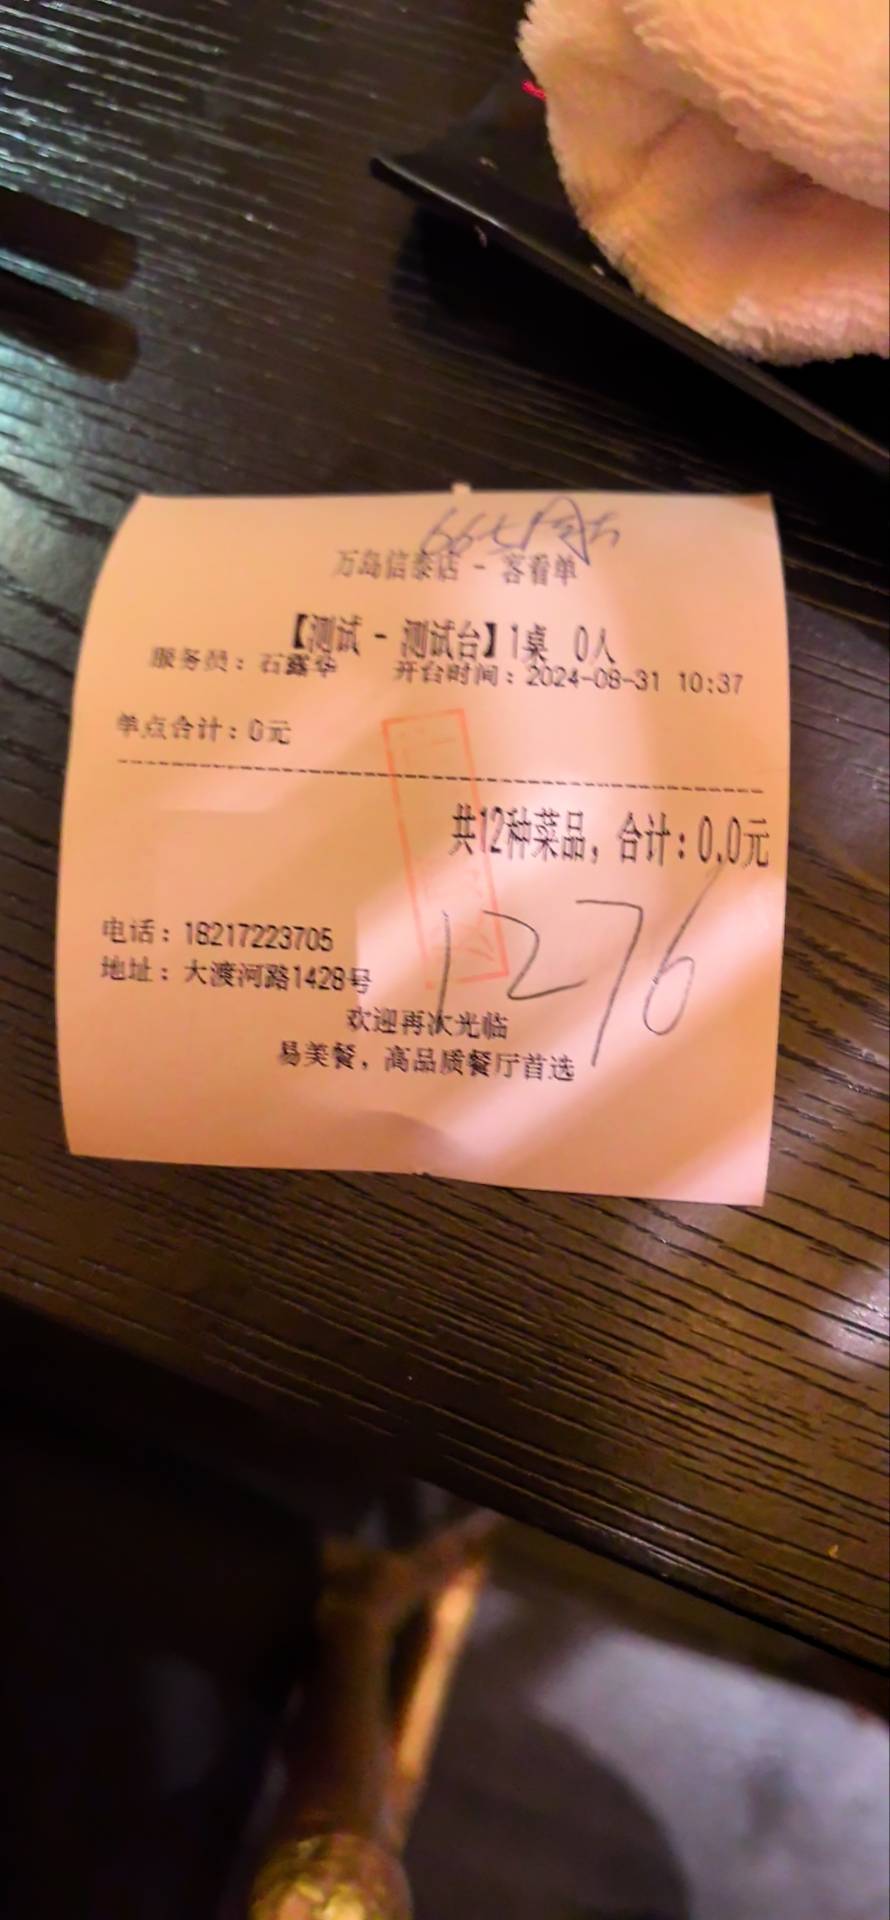 万岛信泰店 - 客看单
【测试 - 测试台】1桌 0人
服务员：石露华 开台时间：2024-08-31 10:37
单点合计：0元
共12种菜品，合计：0.0元
1276
电话：18217223705
地址：大渡河路1428号
欢迎再次光临
易美餐，高品质餐厅首选